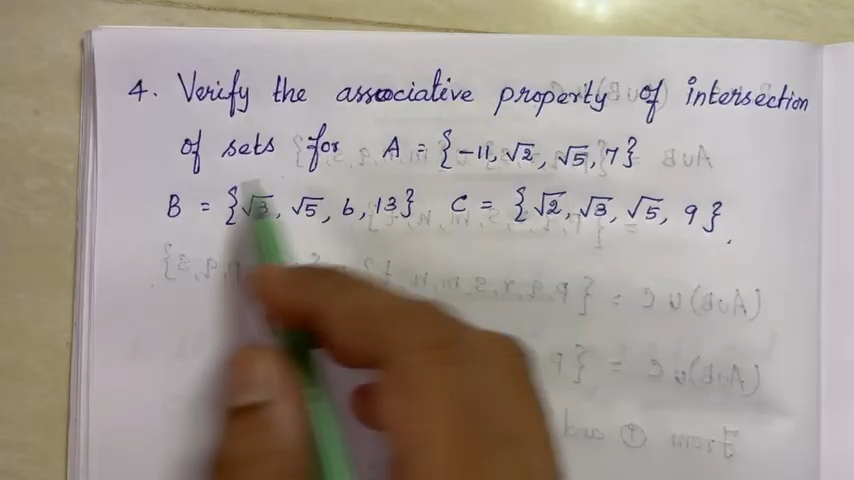 4. Verify the associative property of intersection
of sets for A = {-11, √2, √5, 7}
B = {√3, √5, 6, 13} C = {√2, √3, √5, 9}.